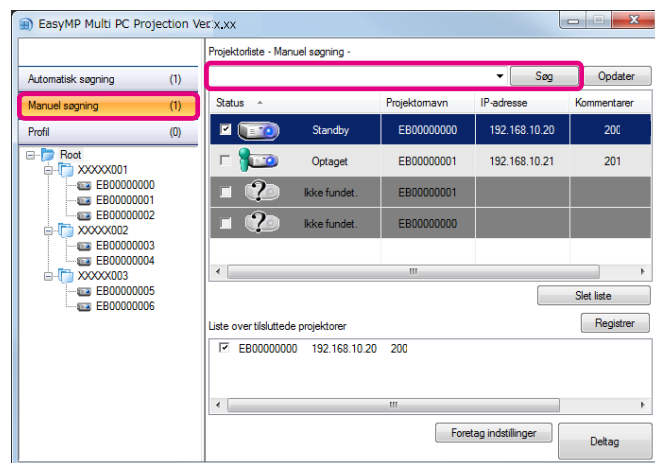 EasyMP Multi PC Projection Ver.x.xx
Projektorliste - Manuel søgning -
Automatisk søgning (1)
Manuel søgning (1)
Profil (0)
Root
XXXXX001
EB00000000
EB00000001
EB00000002
XXXXX002
EB00000003
EB00000004
XXXXX003
EB00000005
EB00000006
Søg Opdater
Status Projektornavn IP-adresse Kommentarer
Standby EB00000000 192.168.10.20 200
Optaget EB00000001 192.168.10.21 201
Ikke fundet. EB00000001
Ikke fundet. EB00000000
Slet liste
Liste over tilsluttede projektorer Registrer
EB00000000 192.168.10.20 200
Foretag indstillinger Deltag